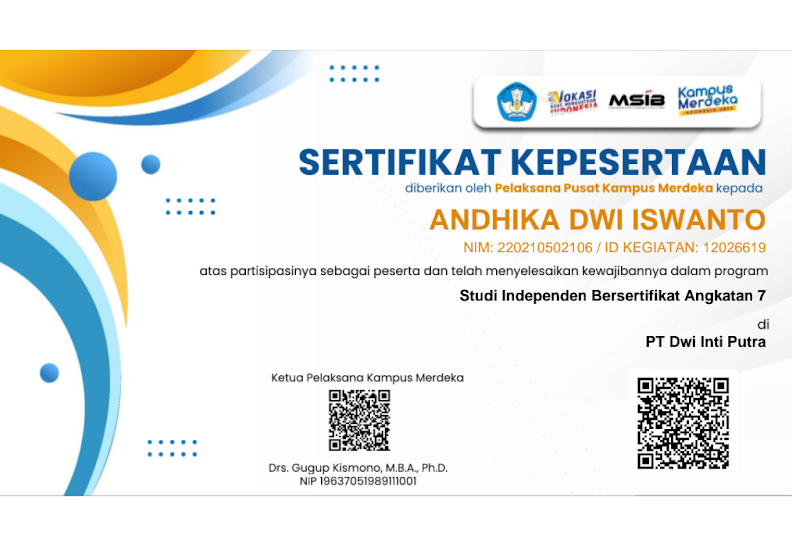 VOKASI
KUAT, MENGUATKAN
INDONESIA
MSIB
Kampus
Merdeka
INDONESIA JAYA
SERTIFIKAT KEPESERTAAN
diberikan oleh Pelaksana Pusat Kampus Merdeka kepada
ANDHIKA DWI ISWANTO
NIM: 220210502106 / ID KEGIATAN: 12026619
atas partisipasinya sebagai peserta dan telah menyelesaikan kewajibannya dalam program
Studi Independen Bersertifikat Angkatan 7
di
PT Dwi Inti Putra
Ketua Pelaksana Kampus Merdeka
Drs. Gugup Kismono, M.B.A., Ph.D.
NIP 19637051989111001